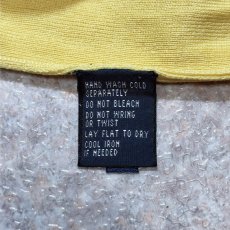 HAND WASH COLD
SEPARATELY
DO NOT BLEACH
DO NOT WRING
OR TWIST
LAY FLAT TO DRY
COOL IRON
IF NEEDED